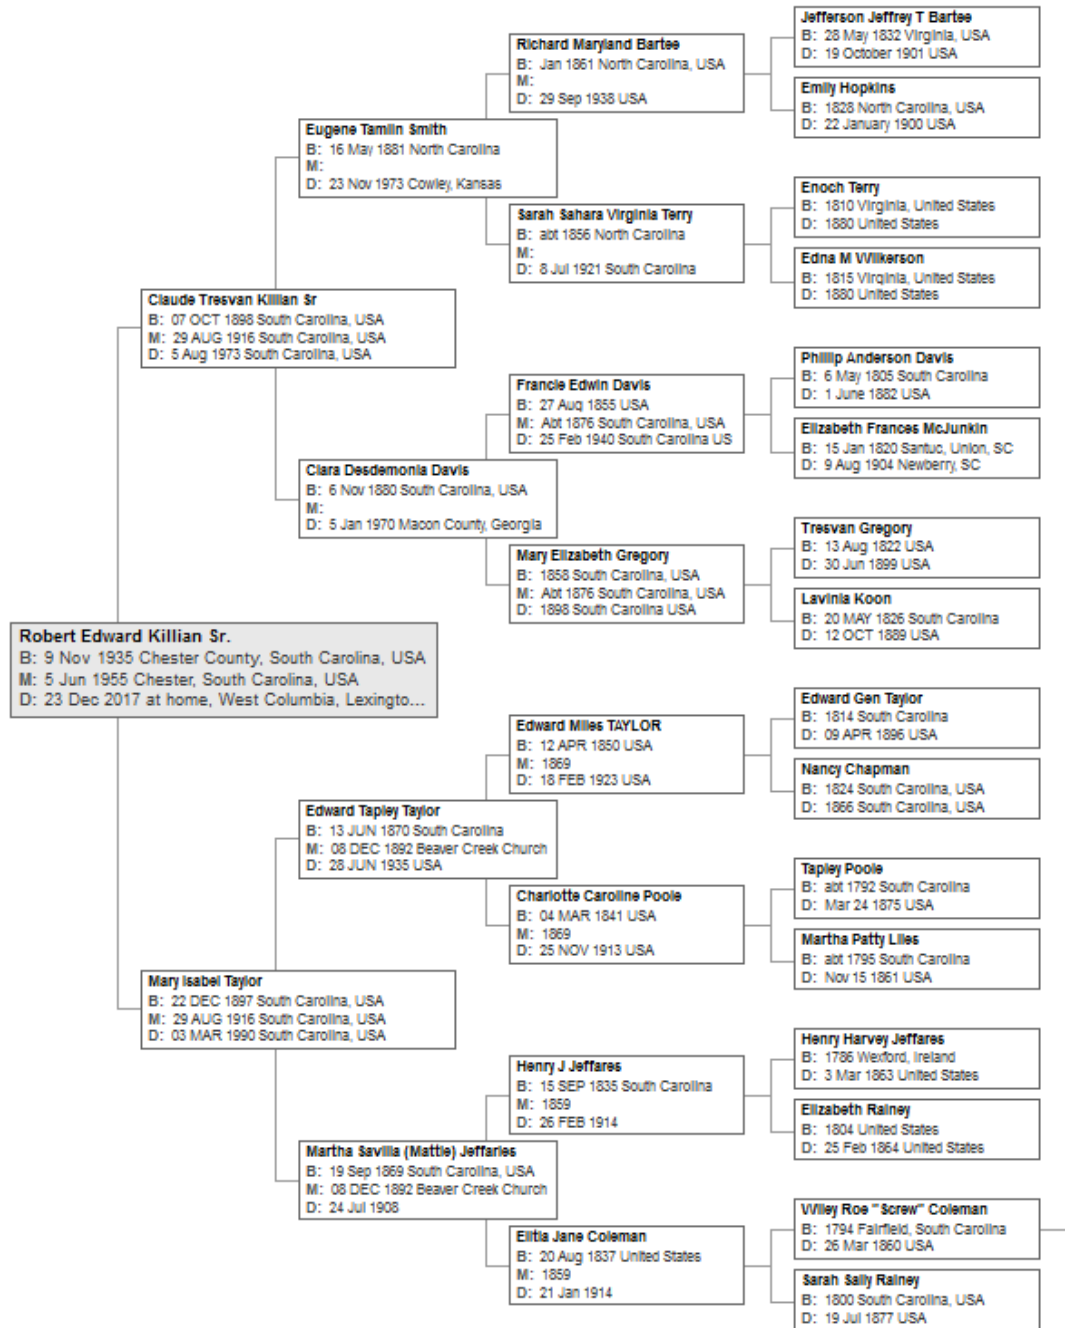 Jefferson Jeffrey T Bartee
B: 28 May 1832 Virginia, USA
D: 19 October 1901 USA
Richard Maryland Bartee
B: Jan 1861 North Carolina, USA
M:
D: 29 Sep 1938 USA
Emily Hopkins
B: 1828 North Carolina, USA
D: 22 January 1900 USA
Eugene Tamlin Smith
B: 16 May 1881 North Carolina
M:
D: 23 Nov 1973 Cowley, Kansas
Enoch Terry
B: 1810 Virginia, United States
D: 1880 United States
Sarah Sahara Virginia Terry
B: abt 1856 North Carolina
M:
D: 8 Jul 1921 South Carolina
Edna M Wilkerson
B: 1815 Virginia, United States
D: 1880 United States
Claude Tresvan Killian Sr
B: 07 OCT 1898 South Carolina, USA
M: 29 AUG 1916 South Carolina, USA
D: 5 Aug 1973 South Carolina, USA
Phillip Anderson Davis
B: 6 May 1805 South Carolina
D: 1 June 1882 USA
Francie Edwin Davis
B: 27 Aug 1855 USA
M: Abt 1876 South Carolina, USA
D: 25 Feb 1940 South Carolina US
Elizabeth Frances McJunkin
B: 15 Jan 1820 Santuc, Union, SC
D: 9 Aug 1904 Newberry, SC
Clara Desdemonia Davis
B: 6 Nov 1880 South Carolina, USA
M:
D: 5 Jan 1970 Macon County, Georgia
Tresvan Gregory
B: 13 Aug 1822 USA
D: 30 Jun 1899 USA
Mary Elizabeth Gregory
B: 1858 South Carolina, USA
M: Abt 1876 South Carolina, USA
D: 1898 South Carolina USA
Lavinia Koon
B: 20 MAY 1826 South Carolina
D: 12 OCT 1889 USA
Robert Edward Killian Sr.
B: 9 Nov 1935 Chester County, South Carolina, USA
M: 5 Jun 1955 Chester, South Carolina, USA
D: 23 Dec 2017 at home, West Columbia, Lexingto...
Edward Gen Taylor
B: 1814 South Carolina
D: 09 APR 1896 USA
Edward Miles TAYLOR
B: 12 APR 1850 USA
M: 1869
D: 18 FEB 1923 USA
Nancy Chapman
B: 1824 South Carolina, USA
D: 1866 South Carolina, USA
Edward Tapley Taylor
B: 13 JUN 1870 South Carolina
M: 08 DEC 1892 Beaver Creek Church
D: 28 JUN 1935 USA
Tapley Poole
B: abt 1792 South Carolina
D: Mar 24 1875 USA
Charlotte Caroline Poole
B: 04 MAR 1841 USA
M: 1869
D: 25 NOV 1913 USA
Martha Patty Liles
B: abt 1795 South Carolina
D: Nov 15 1861 USA
Mary Isabel Taylor
B: 22 DEC 1897 South Carolina, USA
M: 29 AUG 1916 South Carolina, USA
D: 03 MAR 1990 South Carolina, USA
Henry Harvey Jeffares
B: 1786 Wexford, Ireland
D: 3 Mar 1863 United States
Henry J Jeffares
B: 15 SEP 1835 South Carolina
M: 1859
D: 26 FEB 1914
Elizabeth Rainey
B: 1804 United States
D: 25 Feb 1864 United States
Martha Savilla (Mattie) Jeffaries
B: 19 Sep 1869 South Carolina, USA
M: 08 DEC 1892 Beaver Creek Church
D: 24 Jul 1908
Wiley Roe "Screw" Coleman
B: 1794 Fairfield, South Carolina
D: 26 Mar 1860 USA
Elitia Jane Coleman
B: 20 Aug 1837 United States
M: 1859
D: 21 Jan 1914
Sarah Sally Rainey
B: 1800 South Carolina, USA
D: 19 Jul 1877 USA